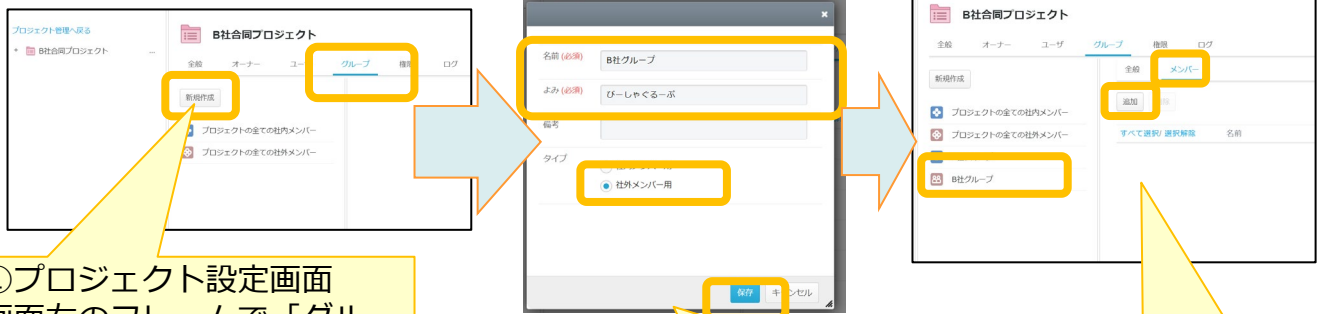 プロジェクト管理へ戻る
B社合同プロジェクト ...
B社合同プロジェクト
全般 オーナー ユー グループ 権限 ログ
新規作成
プロジェクトの全ての社内メンバー
プロジェクトの全ての社外メンバー
×
名前 (必須) B社グループ
よみ (必須) びーしゃぐるーぷ
備考
タイプ
社外メンバー用
保存 キャンセル
B社合同プロジェクト
全般 オーナー ユーザ グループ 権限 ログ
新規作成
全般 メンバー
追加
プロジェクトの全ての社内メンバー
プロジェクトの全ての社外メンバー
すべて選択/ 選択解除 名前
B社グループ
①プロジェクト設定画面